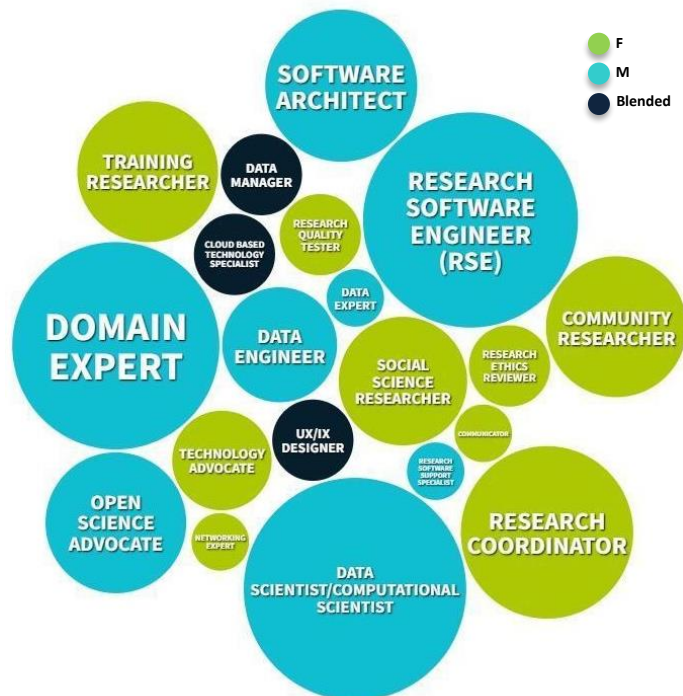 F
M
Blended
SOFTWARE
ARCHITECT
TRAINING
RESEARCHER
DATA
MANAGER
RESEARCH
SOFTWARE
ENGINEER
(RSE)
RESEARCH
QUALITY
TESTER
CLOUD BASED
TECHNOLOGY
SPECIALIST
DATA
EXPERT
DOMAIN
EXPERT
DATA
ENGINEER
COMMUNITY
RESEARCHER
SOCIAL
SCIENCE
RESEARCHER
RESEARCH
ETHICS
REVIEWER
UX/IX
DESIGNER
COMMUNICATOR
TECHNOLOGY
ADVOCATE
RESEARCH
SOFTWARE
SUPPORT
SPECIALIST
OPEN
SCIENCE
ADVOCATE
NETWORKING
EXPERT
RESEARCH
COORDINATOR
DATA
SCIENTIST/COMPUTATIONAL
SCIENTIST